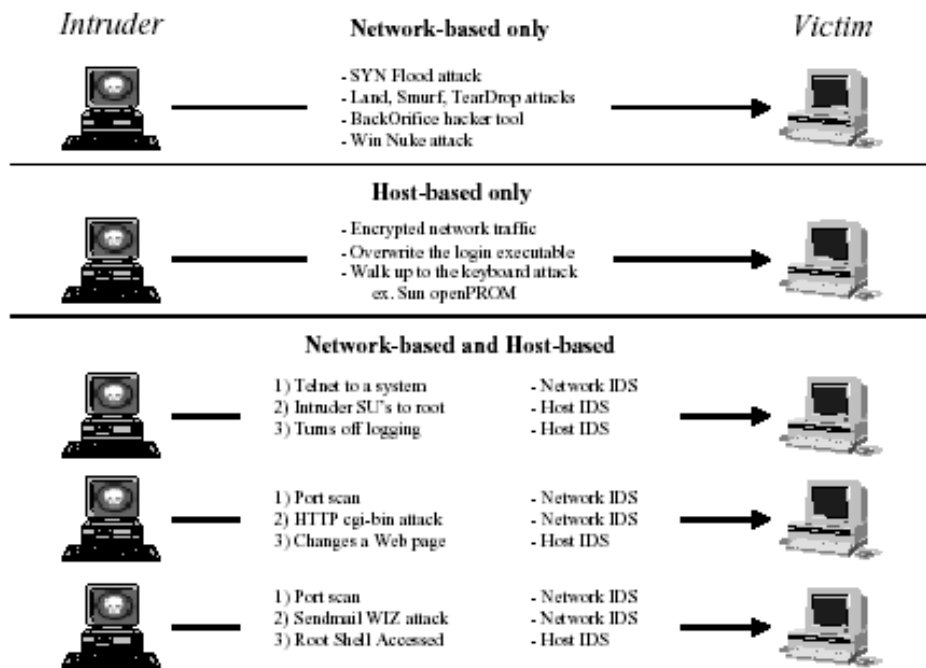 Intruder
Network-based only
Victim
- SYN Flood attack
- Land, Smurf, TearDrop attacks
- BackOrifice hacker tool
- Win Nuke attack
Host-based only
- Encrypted network traffic
- Overwrite the login executable
- Walk up to the keyboard attack
ex. Sun openPROM
Network-based and Host-based
1) Telnet to a system - Network IDS
2) Intruder SU's to root - Host IDS
3) Turns off logging - Host IDS
1) Port scan - Network IDS
2) HTTP cgi-bin attack - Network IDS
3) Changes a Web page - Host IDS
1) Port scan - Network IDS
2) Sendmail WIZ attack - Network IDS
3) Root Shell Accessed - Host IDS